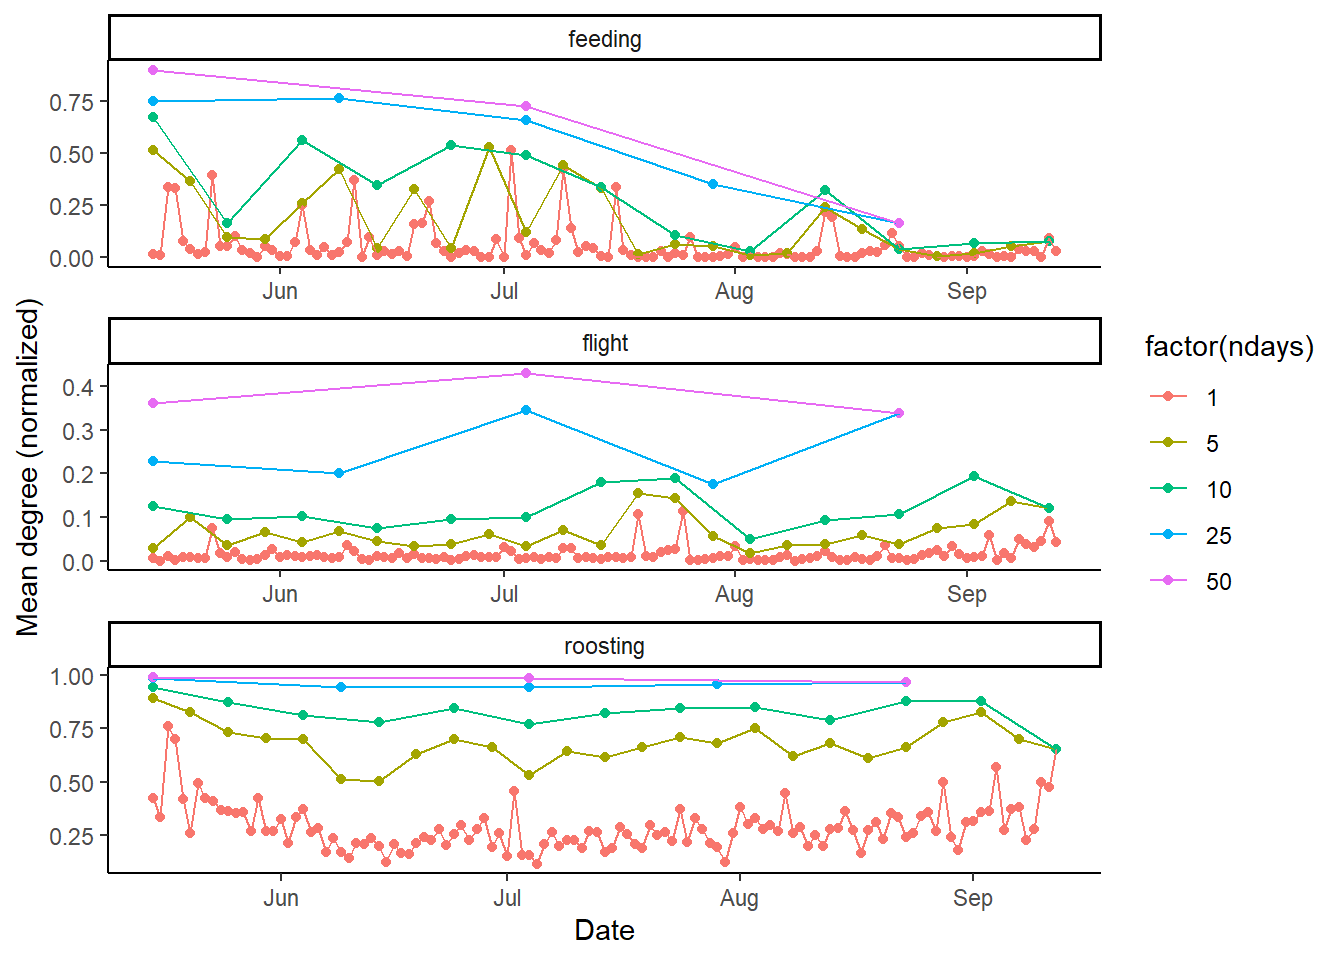 feeding
0.75
0.50
0.25
0.00
Jun Jul Aug Sep
flight
0.4
0.3
0.2
0.1
0.0
Jun Jul Aug Sep
roosting
1.00
0.75
0.50
0.25
Jun Jul Aug Sep
Date
Mean degree (normalized)
factor(ndays)
1
5
10
25
50